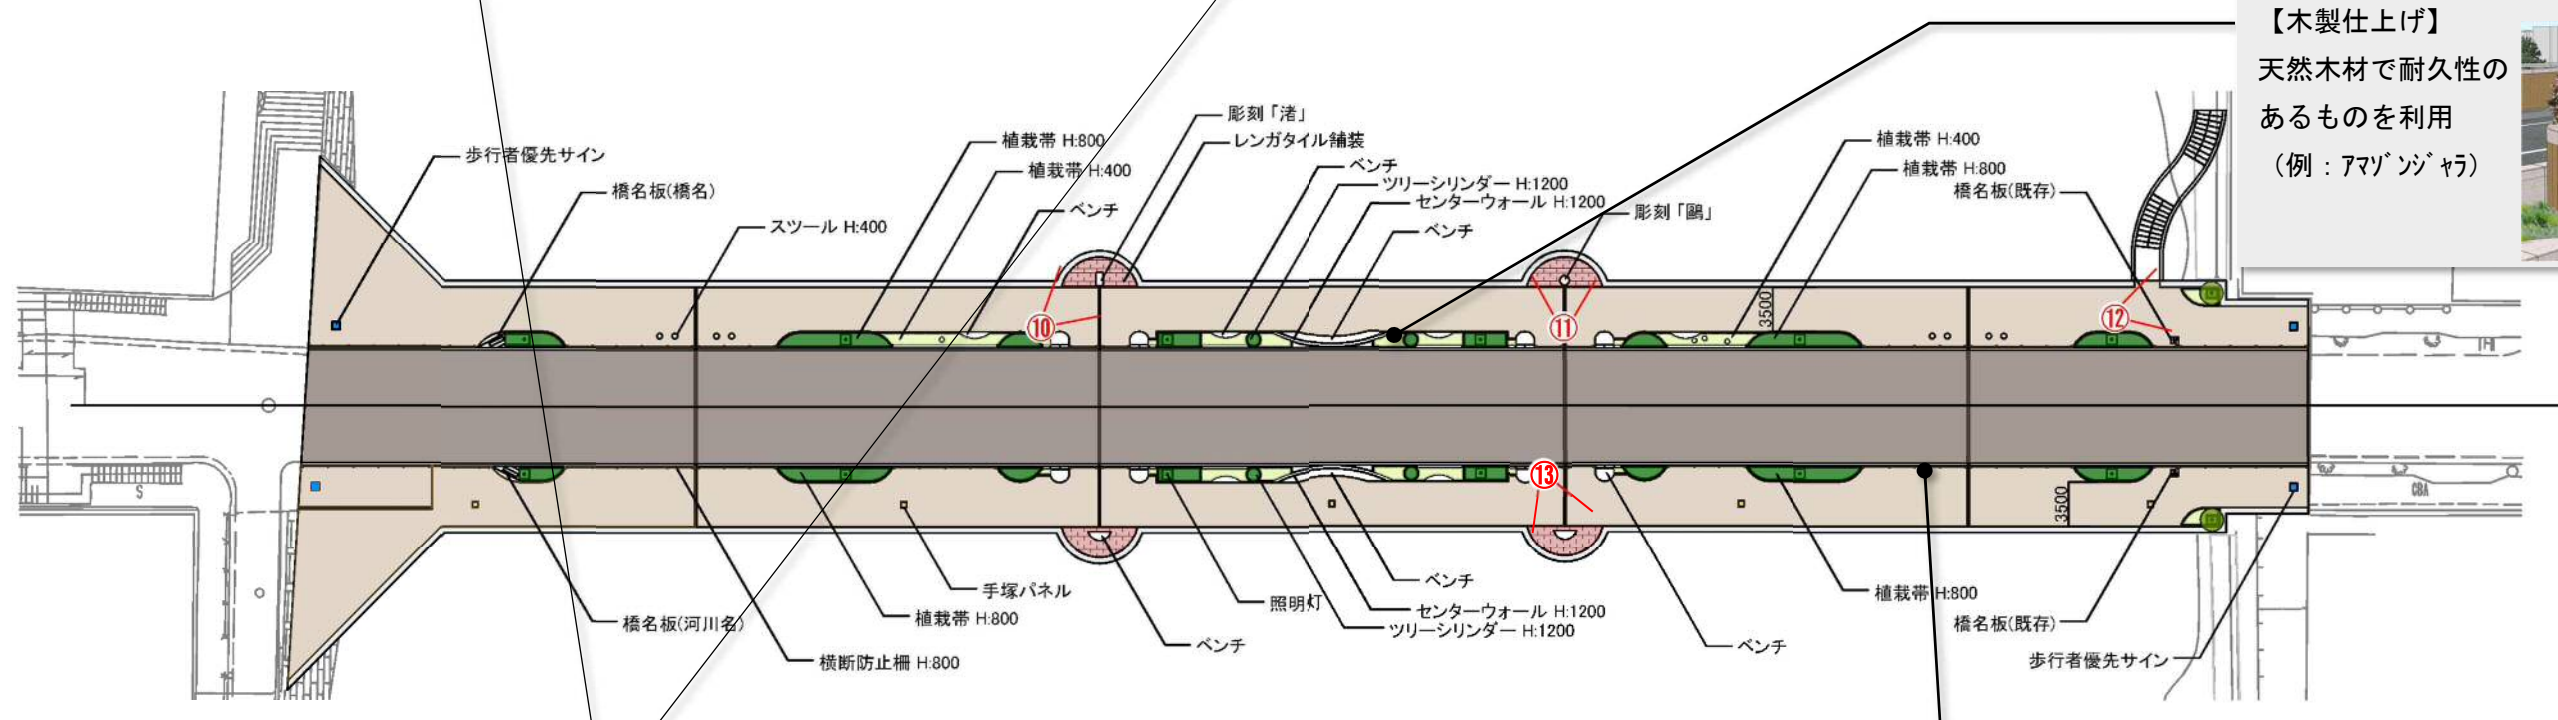 【木製仕上げ】
天然木材で耐久性の
あるものを利用
（例：ｱﾏｿﾞﾝｼﾞｬﾗ）
彫刻「渚」
レンガタイル舗装
植栽帯 H:800
植栽帯 H:400
ベンチ
歩行者優先サイン
橋名板(橋名)
スツール H:400
ベンチ
ツリーシリンダー H:1200
センターウォール H:1200
ベンチ
彫刻「鷗」
植栽帯 H:400
植栽帯 H:800
橋名板(既存)
⑩
⑪
3500
⑫
⑬
3500
S
CBA
手塚パネル
植栽帯 H:800
橋名板(河川名)
横断防止柵 H:800
ベンチ
照明灯
ベンチ
センターウォール H:1200
ツリーシリンダー H:1200
ベンチ
植栽帯 H:800
橋名板(既存)
歩行者優先サイン